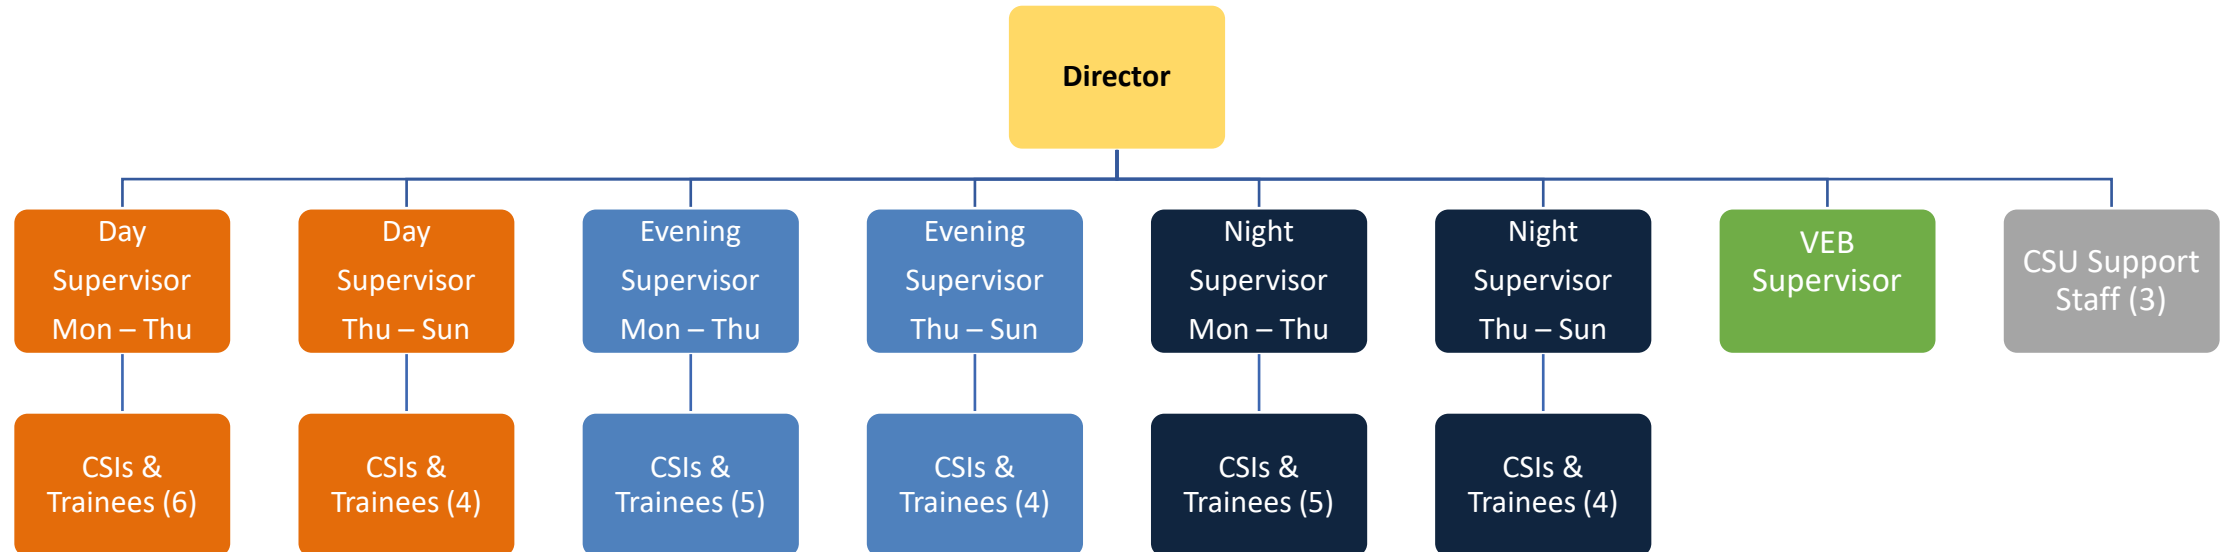 Director
Day
Supervisor
Mon – Thu
Day
Supervisor
Thu – Sun
Evening
Supervisor
Mon – Thu
Evening
Supervisor
Thu – Sun
Night
Supervisor
Mon – Thu
Night
Supervisor
Thu – Sun
VEB
Supervisor
CSU Support
Staff (3)
CSIs &
Trainees (6)
CSIs &
Trainees (4)
CSIs &
Trainees (5)
CSIs &
Trainees (4)
CSIs &
Trainees (5)
CSIs &
Trainees (4)